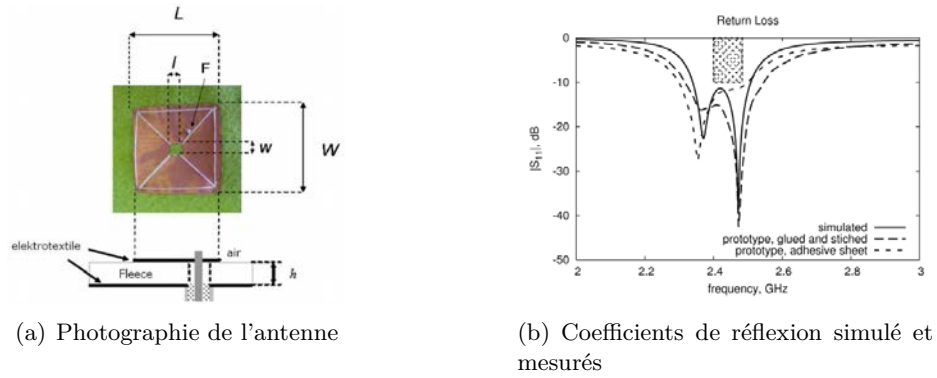 L
l
F
w
W
elektrotextile
air
Fleece
h
(a) Photographie de l'antenne
Return Loss
0
-10
-20
-30
-40
-50
|S11|, dB
simulated
prototype, glued and stiched
prototype, adhesive sheet
2
2.2
2.4
2.6
2.8
3
frequency, GHz
(b) Coefficients de réflexion simulé et
mesurés